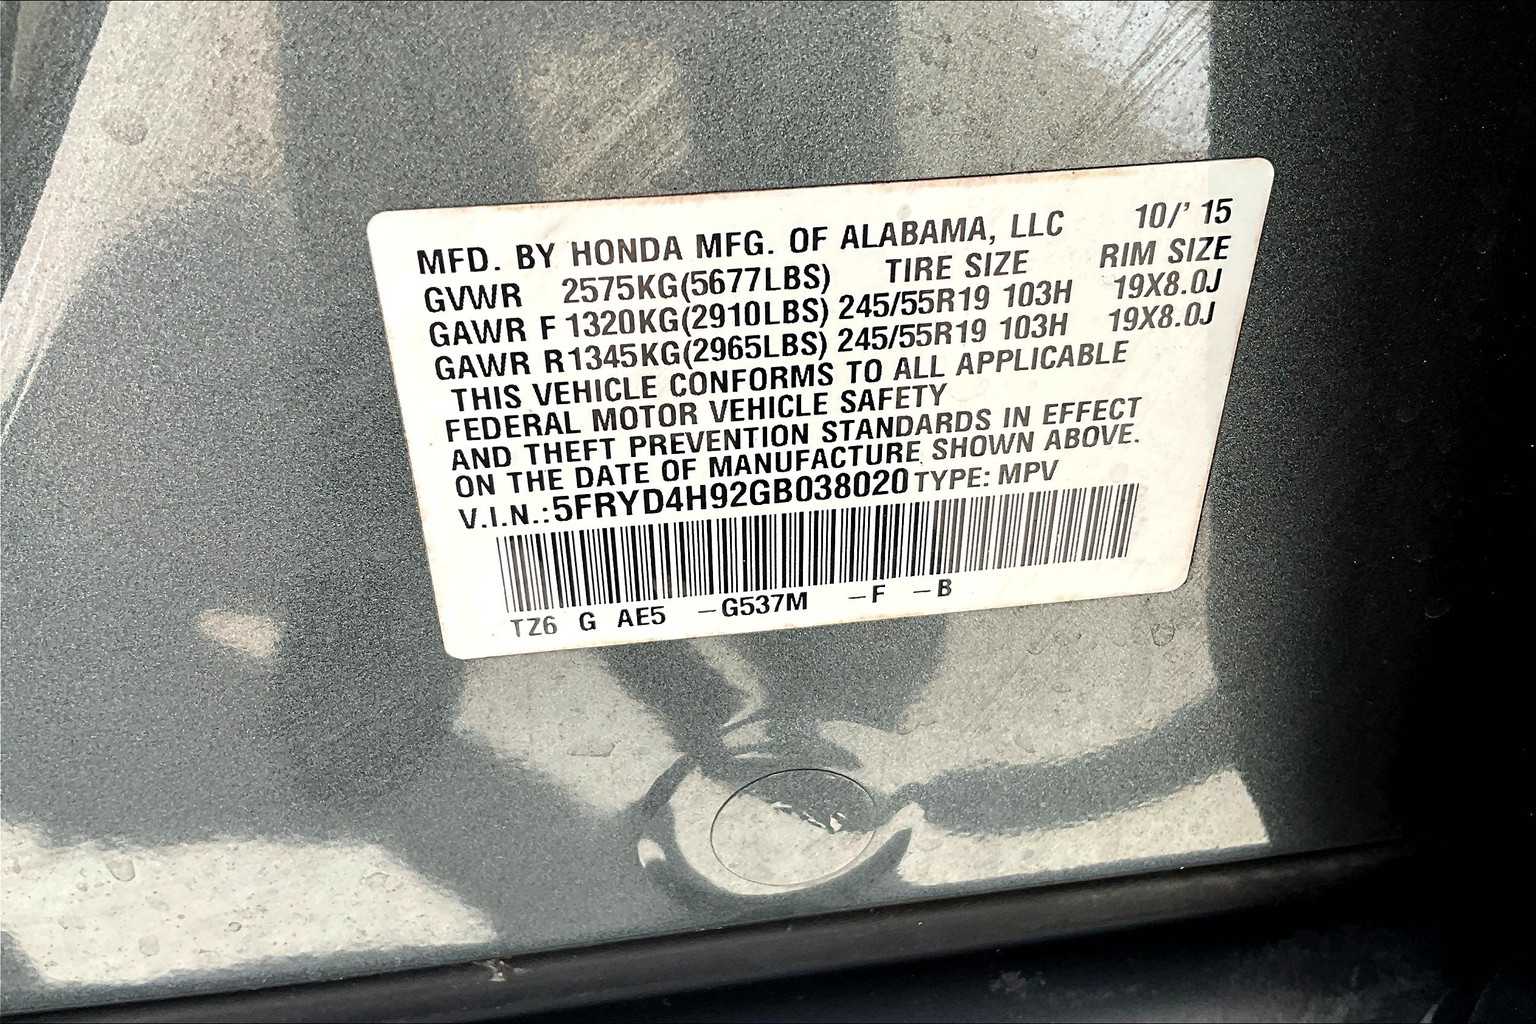 MFD. BY HONDA MFG. OF ALABAMA, LLC 10/' 15
GVWR 2575KG(5677LBS) TIRE SIZE RIM SIZE
GAWR F 1320KG(2910LBS) 245/55R19 103H 19X8.0J
GAWR R 1345KG(2965LBS) 245/55R19 103H 19X8.0J
THIS VEHICLE CONFORMS TO ALL APPLICABLE
FEDERAL MOTOR VEHICLE SAFETY
AND THEFT PREVENTION STANDARDS IN EFFECT
ON THE DATE OF MANUFACTURE SHOWN ABOVE.
V.I.N.: 5FRYD4H92GB038020 TYPE: MPV
TZ6 G AE5 –G537M –F –B